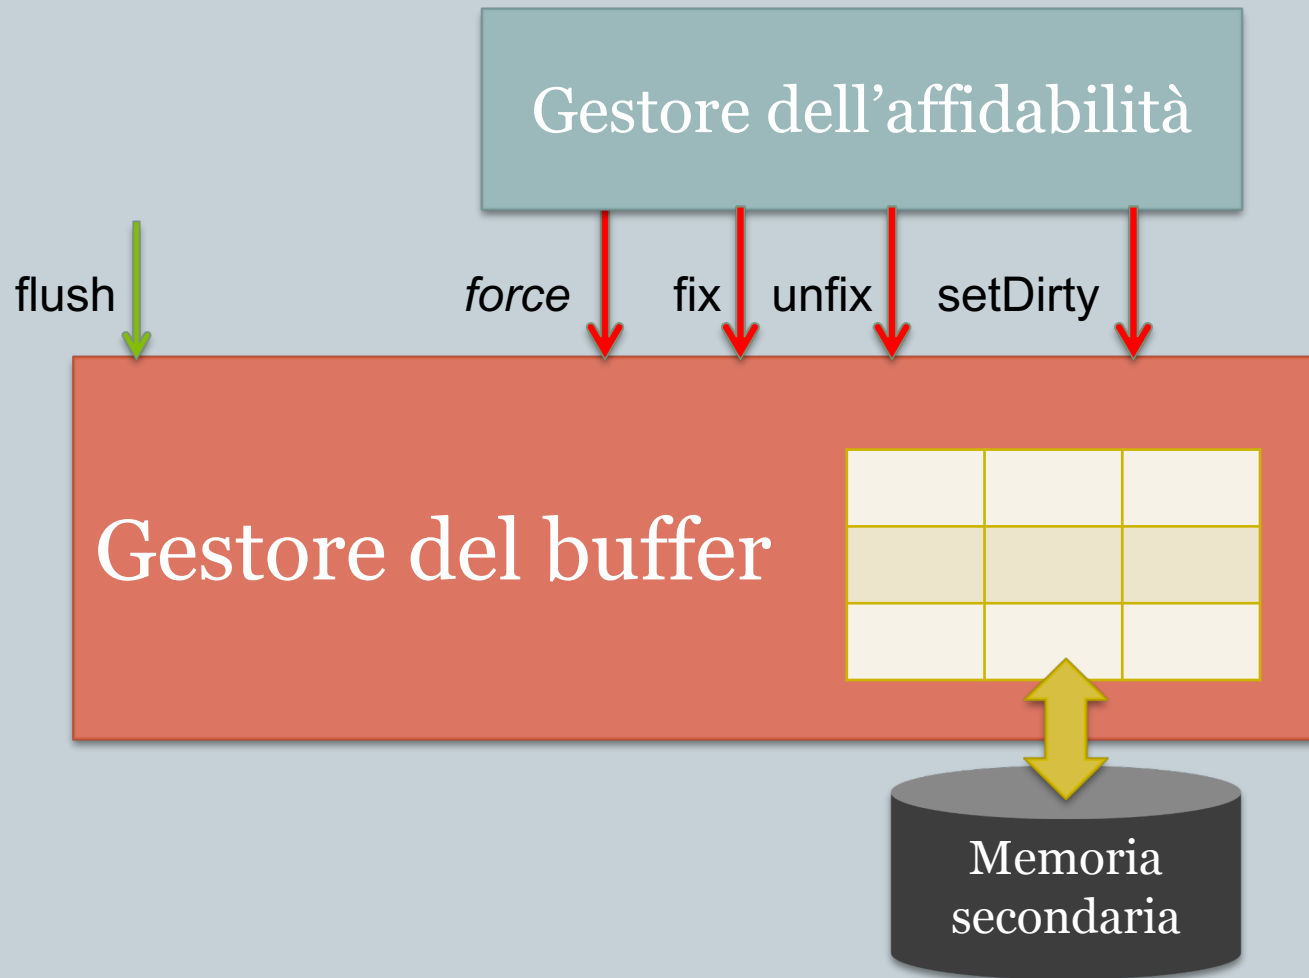 Gestore dell’affidabilità
flush
force
fix
unfix
setDirty
Gestore del buffer
Memoria
secondaria